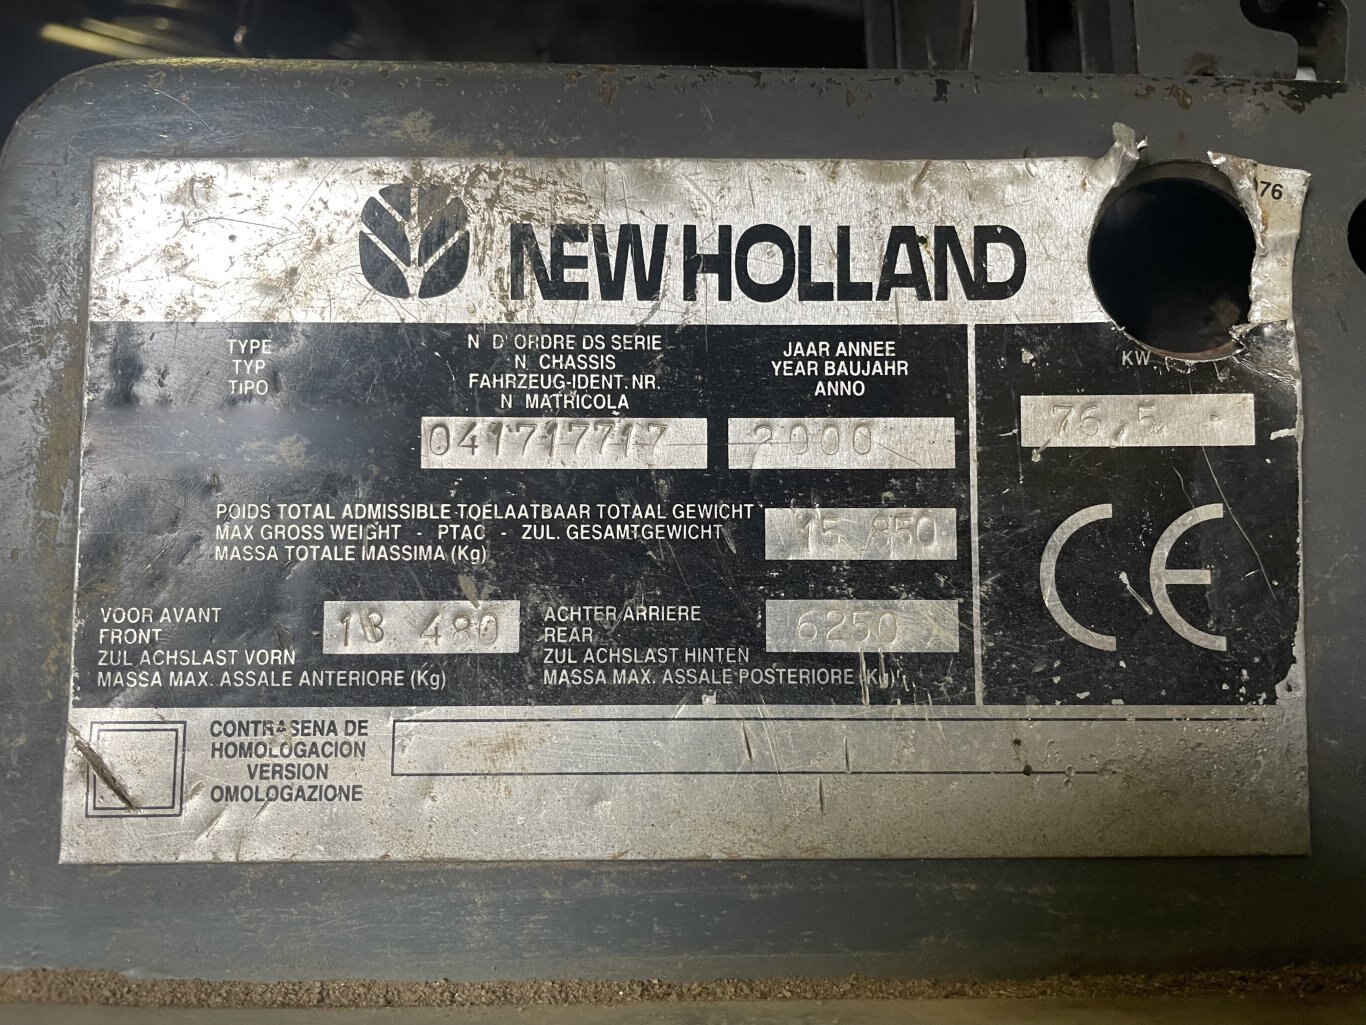 076
NEW HOLLAND
TYPE
TYP
TIPO
N D'ORDRE DS SERIE
N CHASSIS
FAHRZEUG-IDENT. NR.
N MATRICOLA
JAAR ANNEE
YEAR BAUJAHR
ANNO
KW
041717717
2000
76,5
POIDS TOTAL ADMISSIBLE-TOELAATBAAR TOTAAL GEWICHT
MAX GROSS WEIGHT - PTAC - ZUL. GESAMTGEWICHT
MASSA TOTALE MASSIMA (Kg)
15 850
CE
VOOR AVANT
FRONT
ZUL ACHSLAST VORN
MASSA MAX. ASSALE ANTERIORE (Kg)
13 480
ACHTER ARRIERE
REAR
ZUL ACHSLAST HINTEN
MASSA MAX. ASSALE POSTERIORE (Kg)
6250
CONTRASENA DE
HOMOLOGACION
VERSION
OMOLOGAZIONE